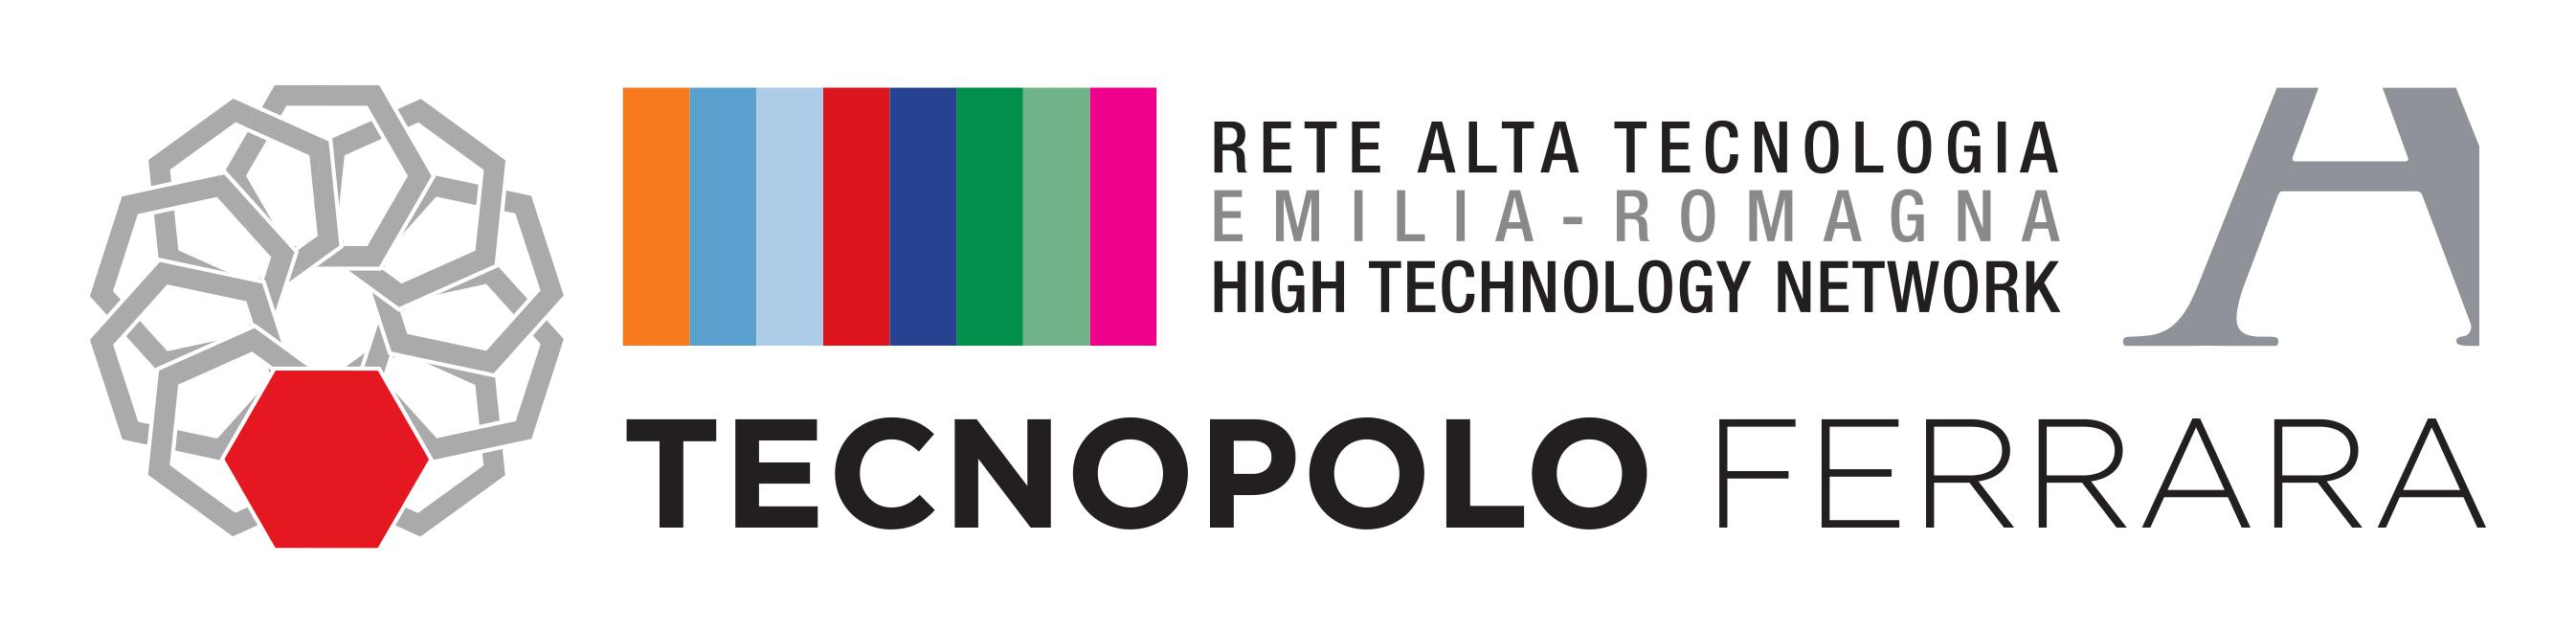 RETE ALTA TECNOLOGIA
EMILIA-ROMAGNA
HIGH TECHNOLOGY NETWORK
TECNOPOLO FERRARA